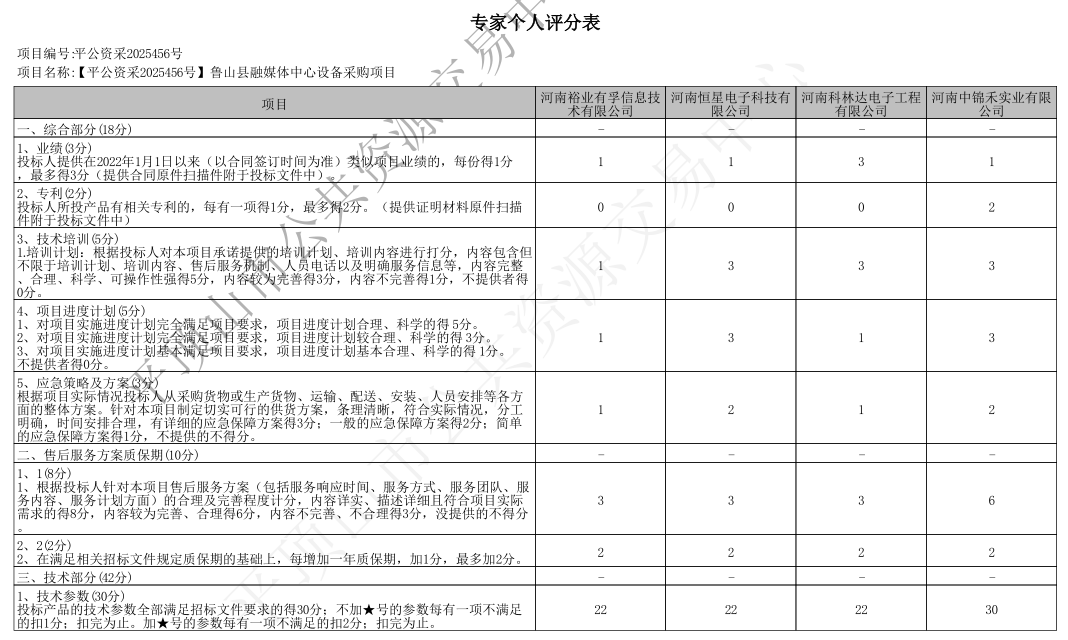 专家个人评分表
项目编号:平公资采2025456号
项目名称:【平公资采2025456号】鲁山县融媒体中心设备采购项目
项目
河南裕业有孚信息技
术有限公司
河南恒星电子科技有
限公司
河南科林达电子工程
有限公司
河南中锦禾实业有限
公司
一、综合部分(18分)
－ － － －
1、业绩(3分)
投标人提供在2022年1月1日以来（以合同签订时间为准）类似项目业绩的，每份得1分
，最多得3分（提供合同原件扫描件附于投标文件中）。
1 1 3 1
2、专利(2分)
投标人所投产品有相关专利的，每有一项得1分，最多得2分。（提供证明材料原件扫描
件附于投标文件中）
0 0 0 2
3、技术培训(5分)
1.培训计划：根据投标人对本项目承诺提供的培训计划、培训内容进行打分，内容包含但
不限于培训计划、培训内容、售后服务机制、人员电话以及明确服务信息等，内容完整
、合理、科学、可操作性强得5分，内容较为完善得3分，内容不完善得1分，不提供者得
0分。
1 3 3 3
4、项目进度计划(5分)
1、对项目实施进度计划完全满足项目要求，项目进度计划合理、科学的得 5分。
2、对项目实施进度计划完全满足项目要求，项目进度计划较合理、科学的得 3分。
3、对项目实施进度计划基本满足项目要求，项目进度计划基本合理、科学的得 1分。
不提供者得0分。
1 3 1 3
5、应急策略及方案(3分)
根据项目实际情况投标人从采购货物或生产货物、运输、配送、安装、人员安排等各方
面的整体方案。针对本项目制定切实可行的供货方案，条理清晰，符合实际情况，分工
明确，时间安排合理，有详细的应急保障方案得3分；一般的应急保障方案得2分；简单
的应急保障方案得1分，不提供的不得分。
1 2 1 2
二、售后服务方案质保期(10分)
－ － － －
1、1(8分)
1、根据投标人针对本项目售后服务方案（包括服务响应时间、服务方式、服务团队、服
务内容、服务计划方面）的合理及完善程度计分，内容详实、描述详细且符合项目实际
需求的得8分，内容较为完善、合理得6分，内容不完善、不合理得3分，没提供的不得分
。
3 3 3 6
2、2(2分)
2、在满足相关招标文件规定质保期的基础上，每增加一年质保期，加1分，最多加2分。
2 2 2 2
三、技术部分(42分)
－ － － －
1、技术参数(30分)
投标产品的技术参数全部满足招标文件要求的得30分；不加★号的参数每有一项不满足
的扣1分；扣完为止。加★号的参数每有一项不满足的扣2分；扣完为止。
22 22 22 30
平顶山市公共资源交易中
平顶山市公共资源交易中心